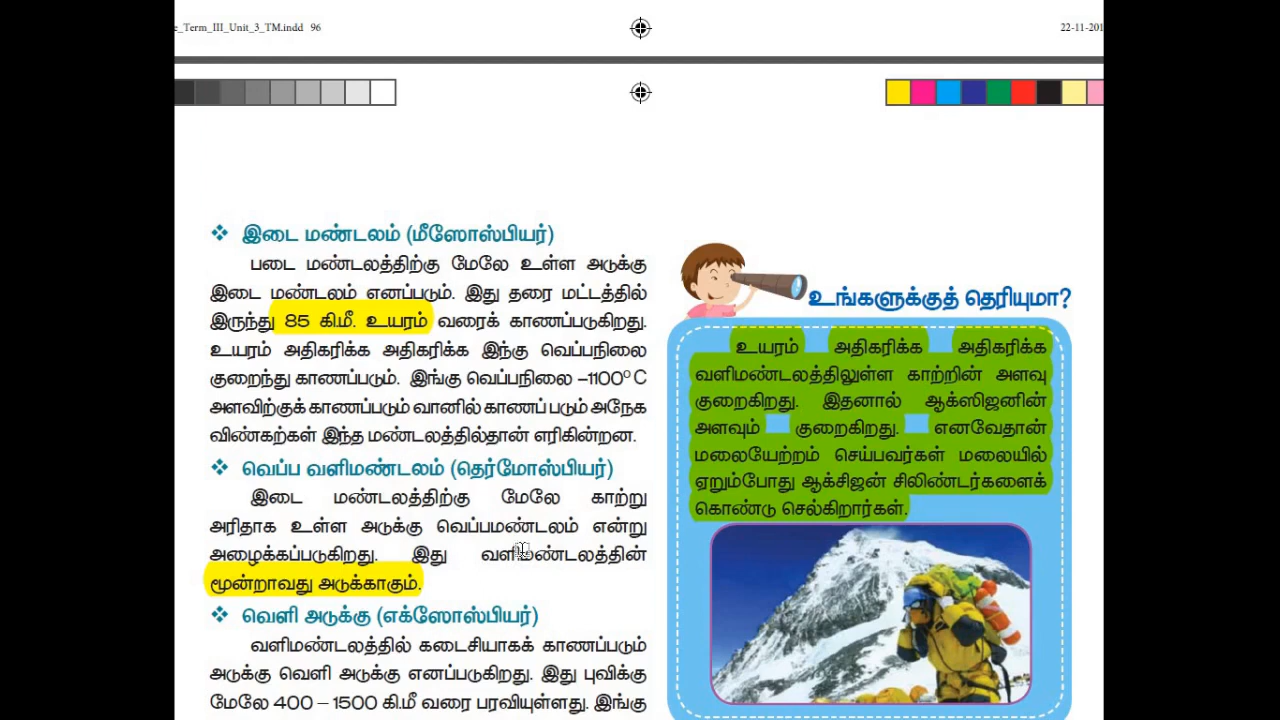 e_Term_III_Unit_3_TM.indd 96
22-11-201
❖ இடை மண்டலம் (மீஸோஸ்பியர்)
படை மண்டலத்திற்கு மேலே உள்ள அடுக்கு
இடை மண்டலம் எனப்படும். இது தரை மட்டத்தில்
இருந்து 85 கி.மீ. உயரம் வரைக் காணப்படுகிறது.
உயரம் அதிகரிக்க அதிகரிக்க இங்கு வெப்பநிலை
குறைந்து காணப்படும். இங்கு வெப்பநிலை –1100° C
அளவிற்குக் காணப்படும் வானில் காணப் படும் அநேக
விண்கற்கள் இந்த மண்டலத்தில்தான் எரிகின்றன.
❖ வெப்ப வளிமண்டலம் (தெர்மோஸ்பியர்)
இடை மண்டலத்திற்கு மேலே காற்று
அரிதாக உள்ள அடுக்கு வெப்பமண்டலம் என்று
அழைக்கப்படுகிறது. இது வளிமண்டலத்தின்
மூன்றாவது அடுக்காகும்.
❖ வெளி அடுக்கு (எக்ஸோஸ்பியர்)
வளிமண்டலத்தில் கடைசியாகக் காணப்படும்
அடுக்கு வெளி அடுக்கு எனப்படுகிறது. இது புவிக்கு
மேலே 400 – 1500 கி.மீ வரை பரவியுள்ளது. இங்கு
உங்களுக்குத் தெரியுமா?
உயரம் அதிகரிக்க அதிகரிக்க
வளிமண்டலத்திலுள்ள காற்றின் அளவு
குறைகிறது. இதனால் ஆக்ஸிஜனின்
அளவும் குறைகிறது. எனவேதான்
மலையேற்றம் செய்பவர்கள் மலையில்
ஏறும்போது ஆக்சிஜன் சிலிண்டர்களைக்
கொண்டு செல்கிறார்கள்.